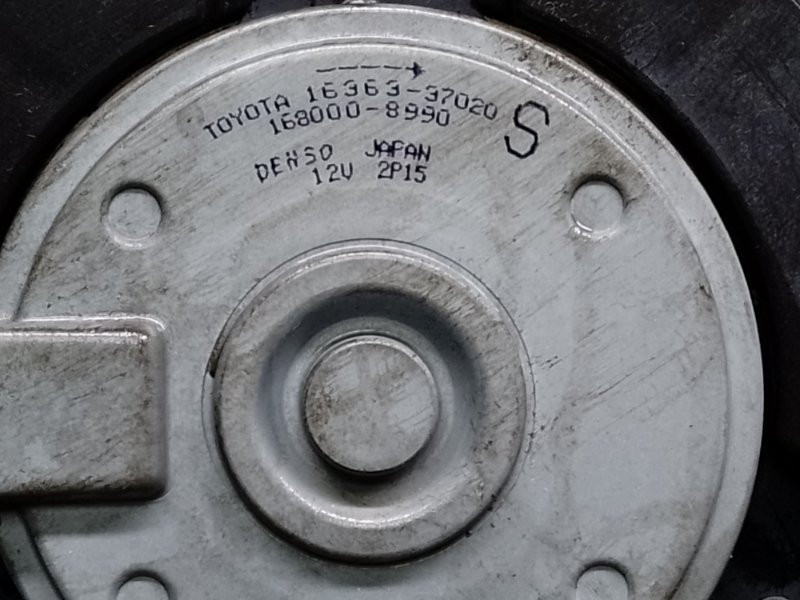 TOYOTA 16363-37020
168000-8990
S
DENSO JAPAN
12V 2P15